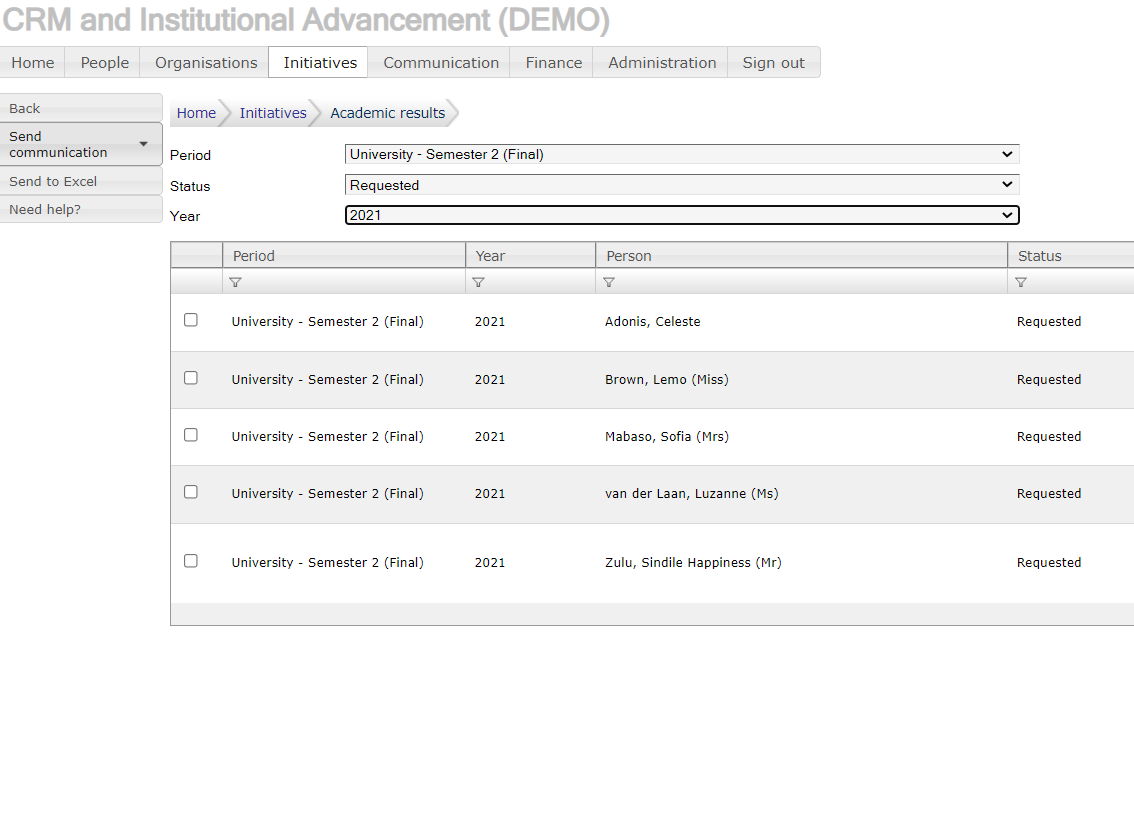 CRM and Institutional Advancement (DEMO)
Home People Organisations Initiatives Communication Finance Administration Sign out
Back
Send communication
Send to Excel
Need help?
Home Initiatives Academic results
Period University - Semester 2 (Final)
Status Requested
Year 2021
Period Year Person Status
University - Semester 2 (Final) 2021 Adonis, Celeste Requested
University - Semester 2 (Final) 2021 Brown, Lemo (Miss) Requested
University - Semester 2 (Final) 2021 Mabaso, Sofia (Mrs) Requested
University - Semester 2 (Final) 2021 van der Laan, Luzanne (Ms) Requested
University - Semester 2 (Final) 2021 Zulu, Sindile Happiness (Mr) Requested